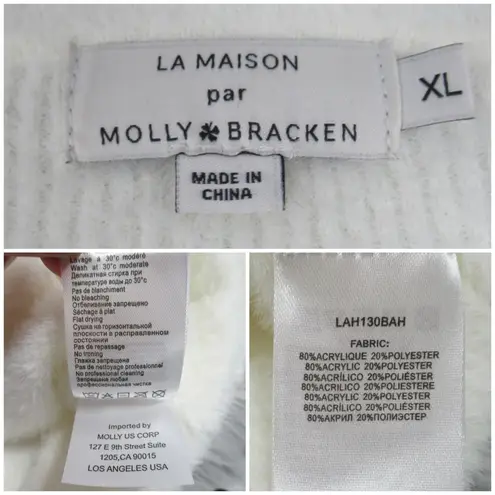 LA MAISON
par
MOLLY BRACKEN
XL
MADE IN
CHINA
Lavage à 30°c modéré
Wash at 30°c moderate
Деликатная стирка при
температуре воды до 30°с
Pas de blanchiment
No bleaching
Отбеливание запрещено
Séchage à plat
Flat drying
Сушка на горизонтальной
плоскости в расправленном
состоянии
Pas de repassage
No ironing
Глажка запрещена
Pas de nettoyage professionnel
No professional cleaning
Запрещена любая
профессиональная чистка
Imported by
MOLLY US CORP
127 E 9th Street Suite
1205,CA 90015
LOS ANGELES USA
LAH130BAH
FABRIC:
80%ACRYLIQUE 20%POLYESTER
80%ACRYLIC 20%POLYESTER
80%ACRÍLICO 20%POLIÉSTER
80%ACRILICO 20%POLIESTERE
80%ACRYL 20%POLYESTER
80%ACRÍLICO 20%POLIÉSTER
80%АКРИЛ 20%ПОЛИЭСТЕР